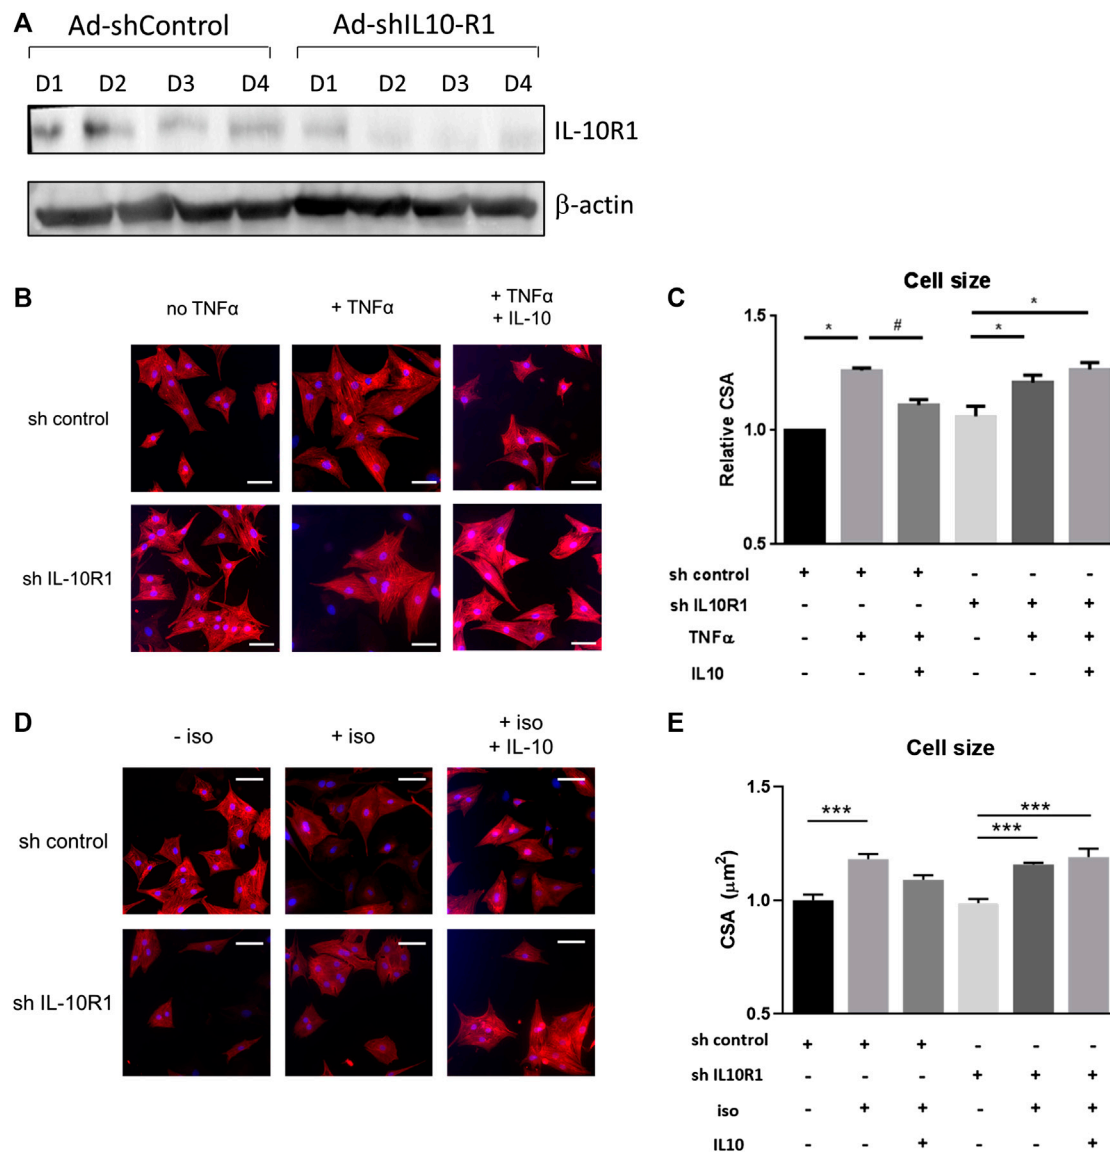 A
Ad-shControl
Ad-shIL10-R1
D1 D2 D3 D4 D1 D2 D3 D4
IL-10R1
β-actin
B
no TNFα
+ TNFα
+ TNFα
+ IL-10
sh control
sh IL-10R1
C
Cell size
* # * *
Relative CSA
1.5
1.0
0.5
sh control + + + - - -
sh IL10R1 - - - + + +
TNFα - + + - + +
IL10 - - + - - +
D
- iso
+ iso
+ iso
+ IL-10
sh control
sh IL-10R1
E
Cell size
*** *** ***
CSA (µm²)
1.5
1.0
0.5
sh control + + + - - -
sh IL10R1 - - - + + +
iso - + + - + +
IL10 - - + - - +